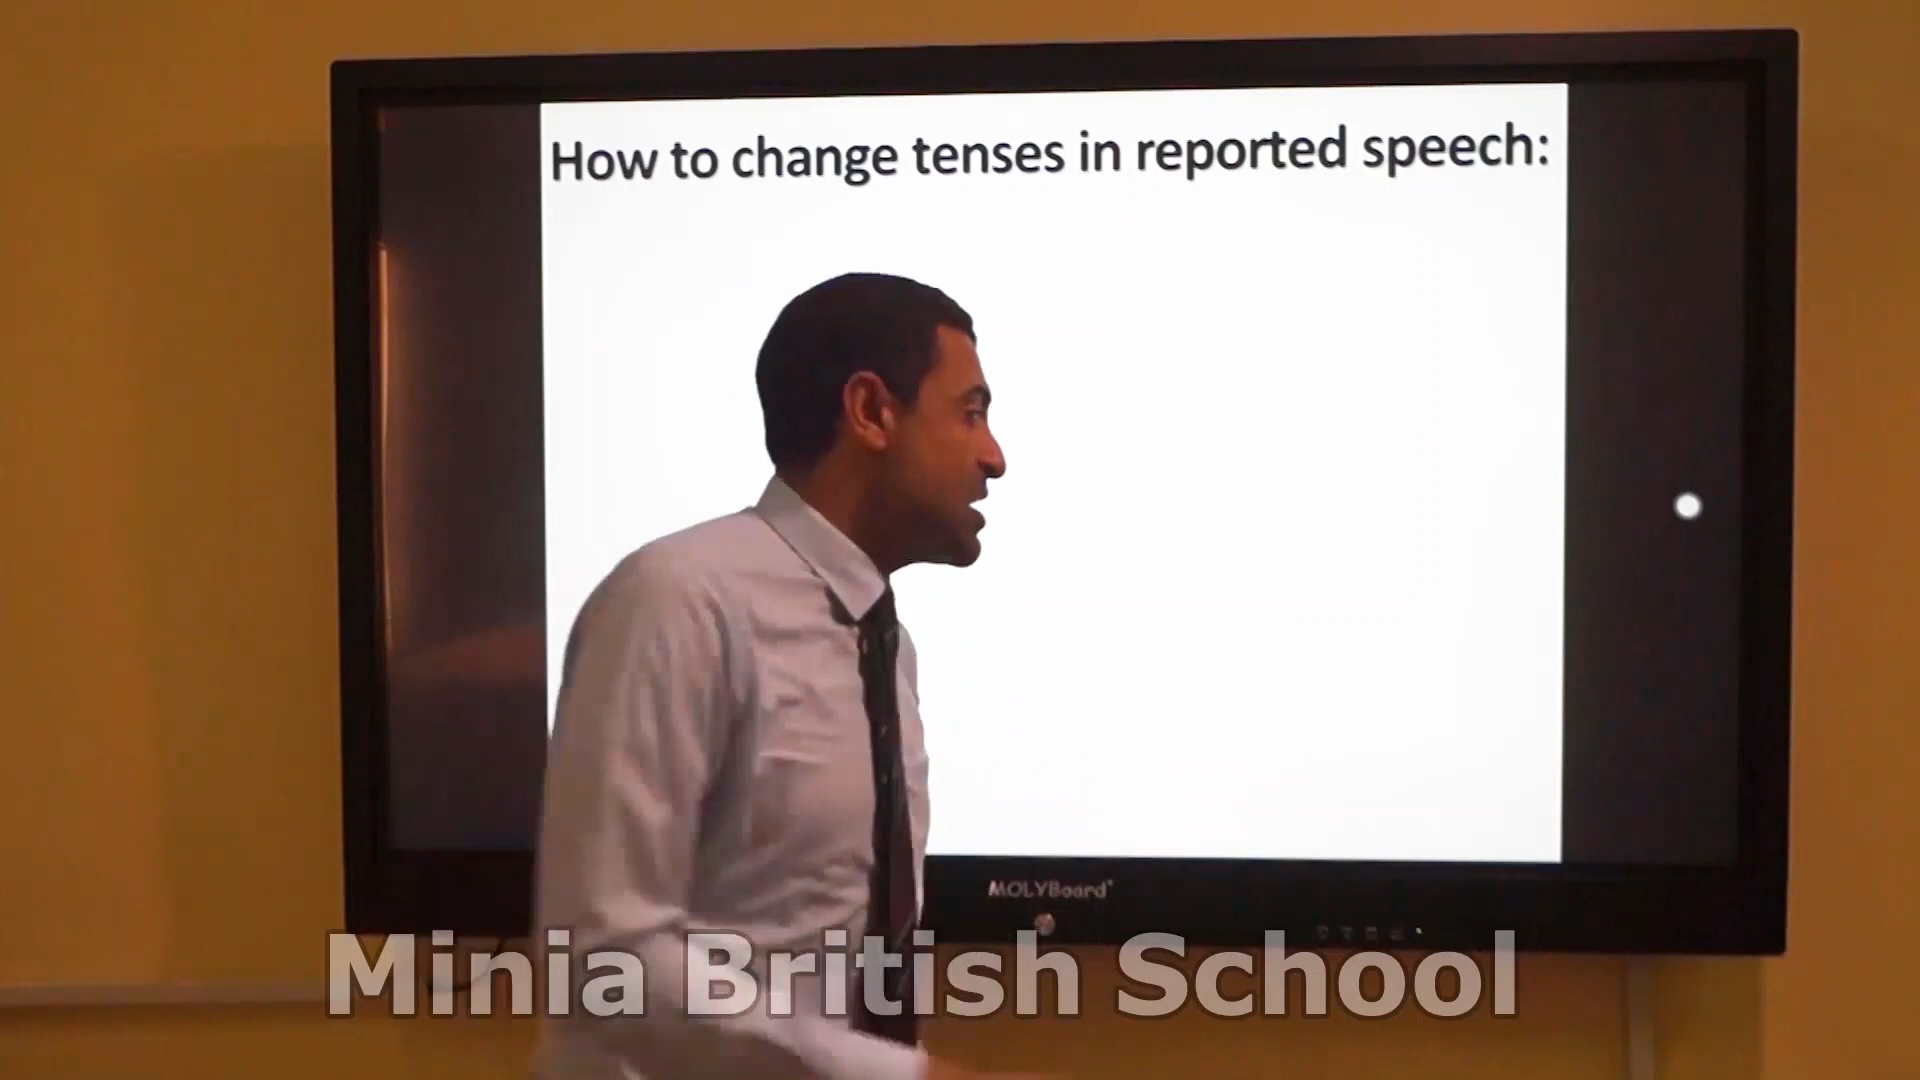 How to change tenses in reported speech:
MOLYBoard
Minia British School